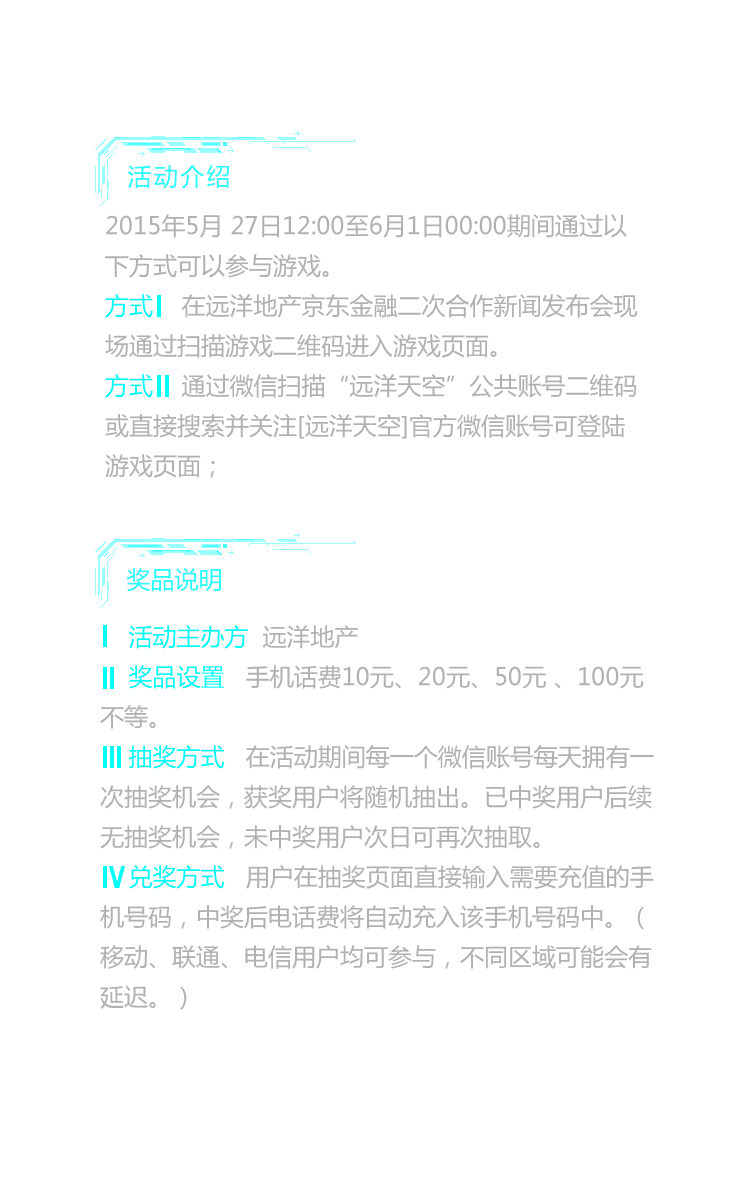 活动介绍
2015年5月 27日12:00至6月1日00:00期间通过以
下方式可以参与游戏。
方式I 在远洋地产京东金融二次合作新闻发布会现
场通过扫描游戏二维码进入游戏页面。
方式II 通过微信扫描“远洋天空”公共账号二维码
或直接搜索并关注[远洋天空]官方微信账号可登陆
游戏页面；
奖品说明
I 活动主办方 远洋地产
II 奖品设置 手机话费10元、20元、50元 、100元
不等。
III 抽奖方式 在活动期间每一个微信账号每天拥有一
次抽奖机会，获奖用户将随机抽出。已中奖用户后续
无抽奖机会，未中奖用户次日可再次抽取。
IV 兑奖方式 用户在抽奖页面直接输入需要充值的手
机号码，中奖后电话费将自动充入该手机号码中。（
移动、联通、电信用户均可参与，不同区域可能会有
延迟。）